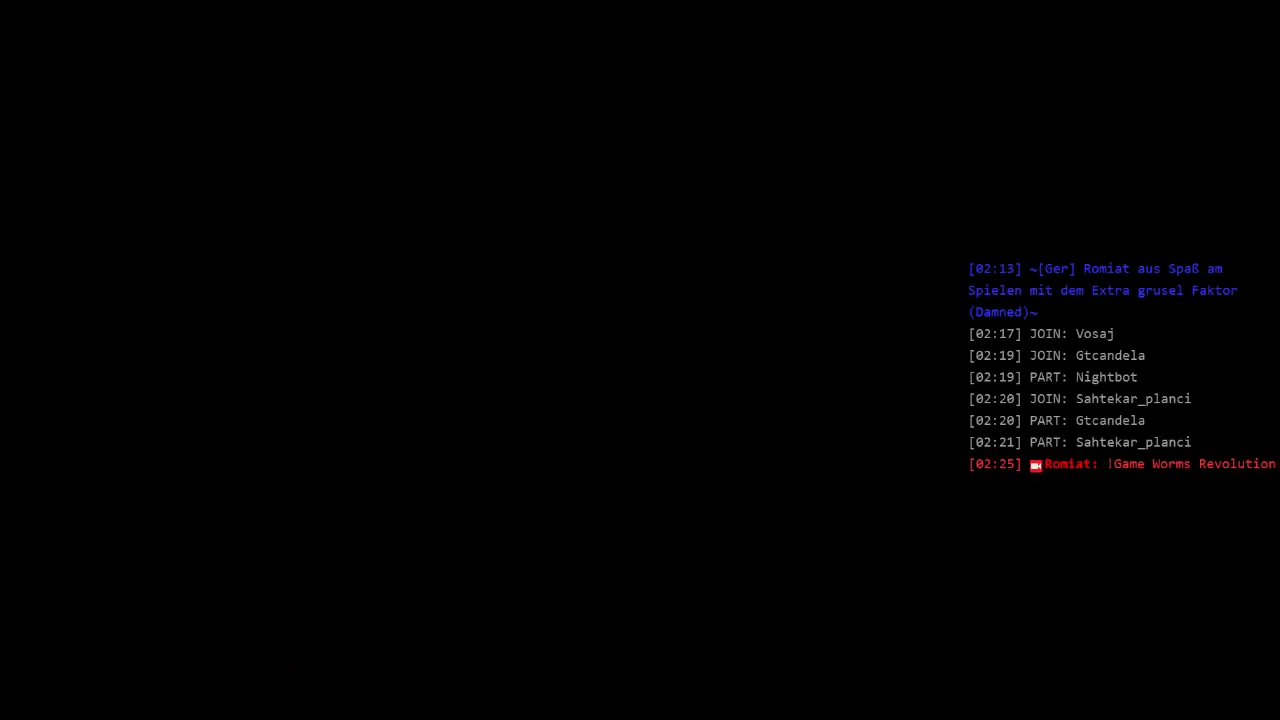 [02:13] ~[Ger] Romiat aus Spaß am
Spielen mit dem Extra grusel Faktor
(Damned)~
[02:17] JOIN: Vosaj
[02:19] JOIN: Gtcandela
[02:19] PART: Nightbot
[02:20] JOIN: Sahtekar_planci
[02:20] PART: Gtcandela
[02:21] PART: Sahtekar_planci
[02:25] Romiat: !Game Worms Revolution